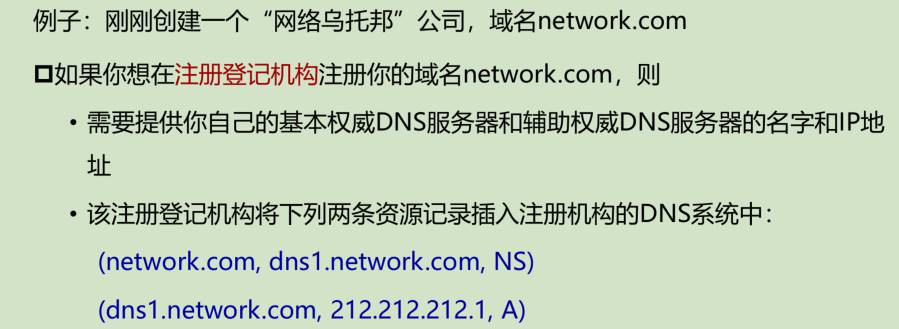 例子：刚刚创建一个“网络乌托邦”公司，域名network.com
如果你想在注册登记机构注册你的域名network.com，则
• 需要提供你自己的基本权威DNS服务器和辅助权威DNS服务器的名字和IP地
址
• 该注册登记机构将下列两条资源记录插入注册机构的DNS系统中：
(network.com, dns1.network.com, NS)
(dns1.network.com, 212.212.212.1, A)